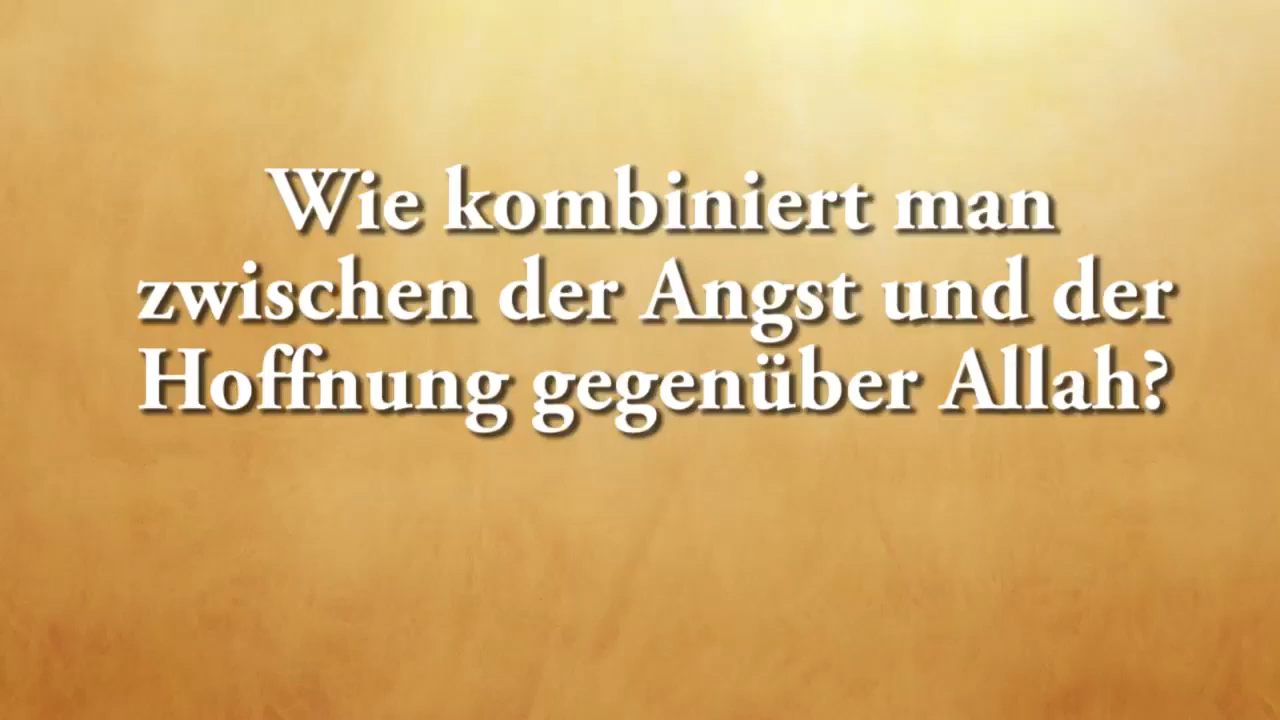 Wie kombiniert man
zwischen der Angst und der
Hoffnung gegenüber Allah?